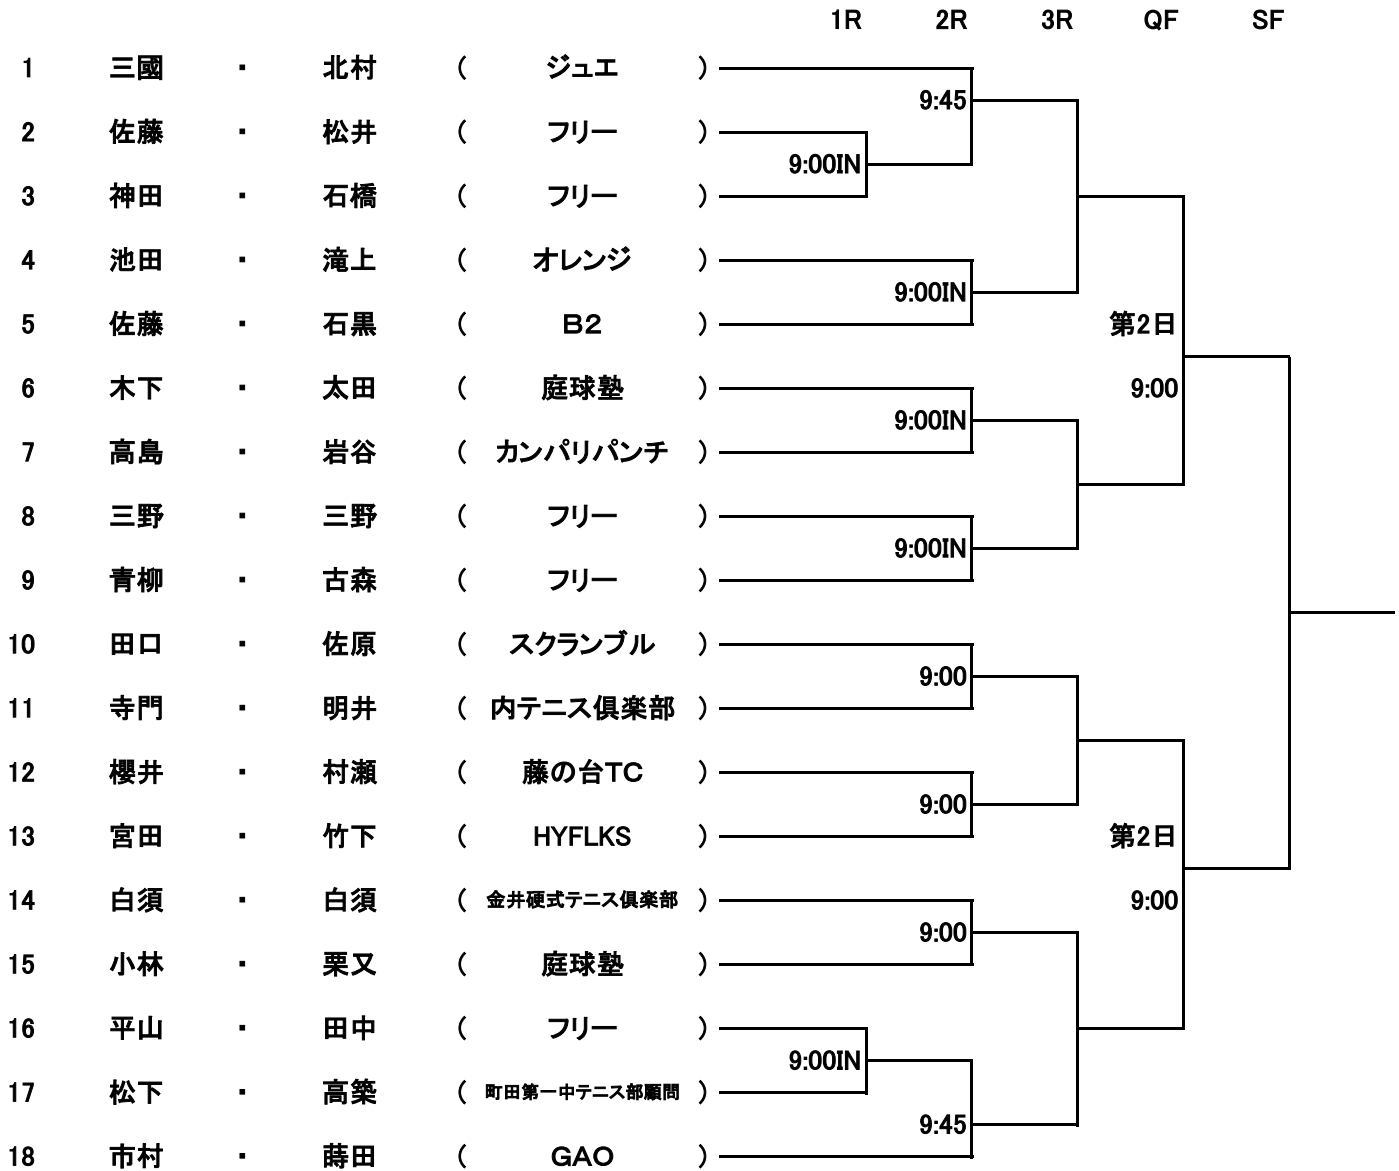 1R 2R 3R QF SF
1 三國 ・ 北村 ( ジュエ )
9:45
2 佐藤 ・ 松井 ( フリー )
9:00IN
3 神田 ・ 石橋 ( フリー )
4 池田 ・ 滝上 ( オレンジ )
9:00IN
5 佐藤 ・ 石黒 ( B2 ) 第2日
6 木下 ・ 太田 ( 庭球塾 ) 9:00
9:00IN
7 高島 ・ 岩谷 ( カンパリパンチ )
8 三野 ・ 三野 ( フリー )
9:00IN
9 青柳 ・ 古森 ( フリー )
10 田口 ・ 佐原 ( スクランブル )
9:00
11 寺門 ・ 明井 ( 内テニス倶楽部 )
12 櫻井 ・ 村瀬 ( 藤の台TC )
9:00
13 宮田 ・ 竹下 ( HYFLKS ) 第2日
14 白須 ・ 白須 ( 金井硬式テニス倶楽部 ) 9:00
9:00
15 小林 ・ 栗又 ( 庭球塾 )
16 平山 ・ 田中 ( フリー )
9:00IN
17 松下 ・ 高築 ( 町田第一中テニス部顧問 )
9:45
18 市村 ・ 蒔田 ( GAO )